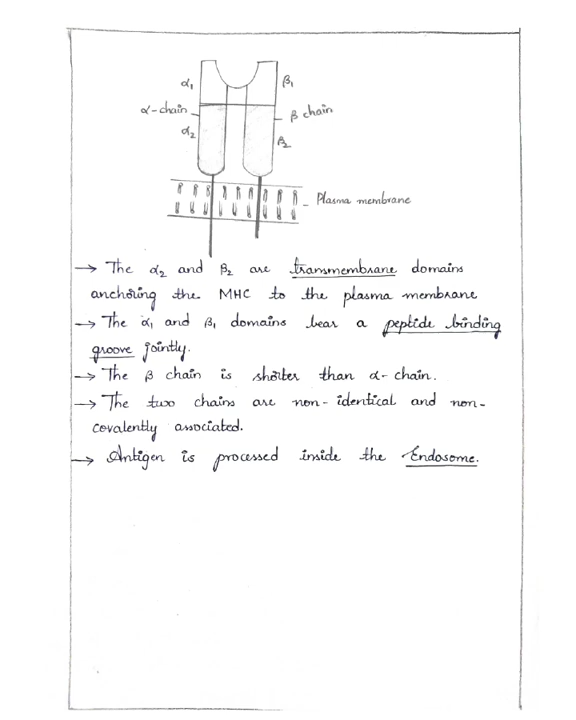 α₁ β₁
α-chain β chain
α₂ β₂
Plasma membrane
→ The α₂ and β₂ are transmembrane domains
anchoring the MHC to the plasma membrane
→ The α₁ and β₁ domains bear a peptide binding
groove jointly.
→ The β chain is shorter than α-chain.
→ The two chains are non-identical and non-
covalently associated.
→ Antigen is processed inside the Endosome.